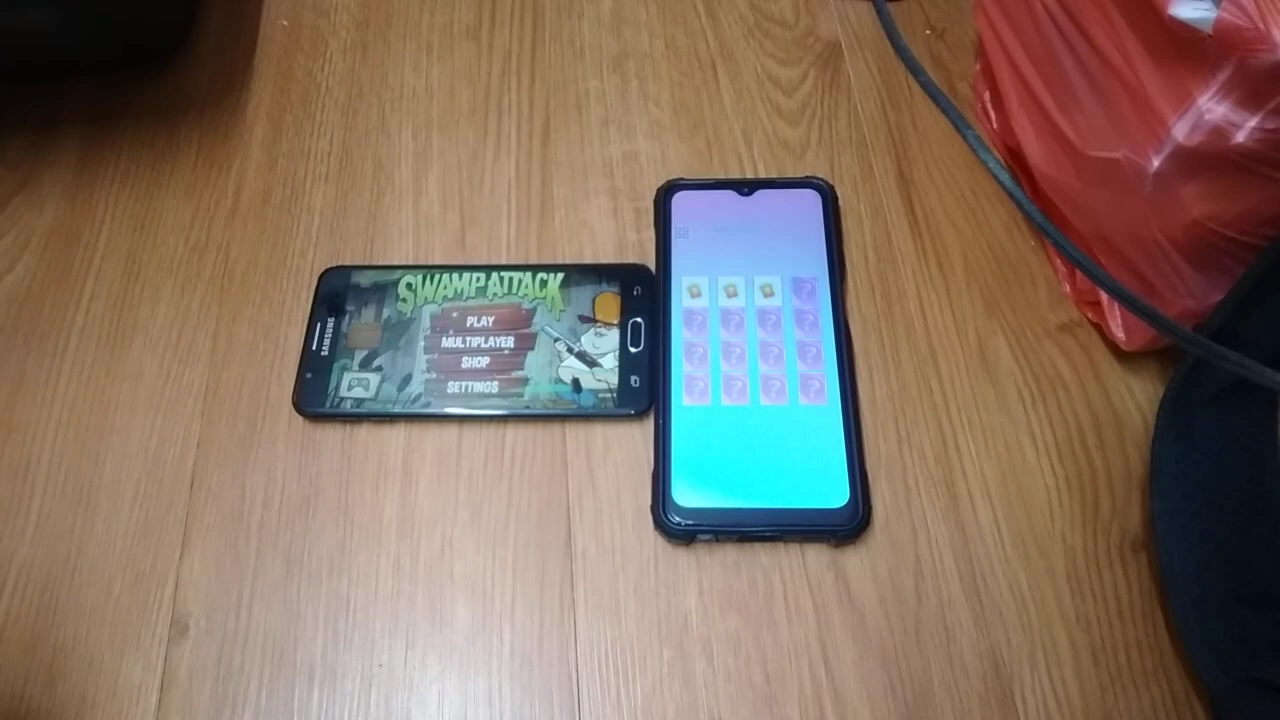 SAMSUNG
SWAMP ATTACK
PLAY
MULTIPLAYER
SHOP
SETTINGS
? 
? ? ? ?
? ? ? ?
? ? ? ?